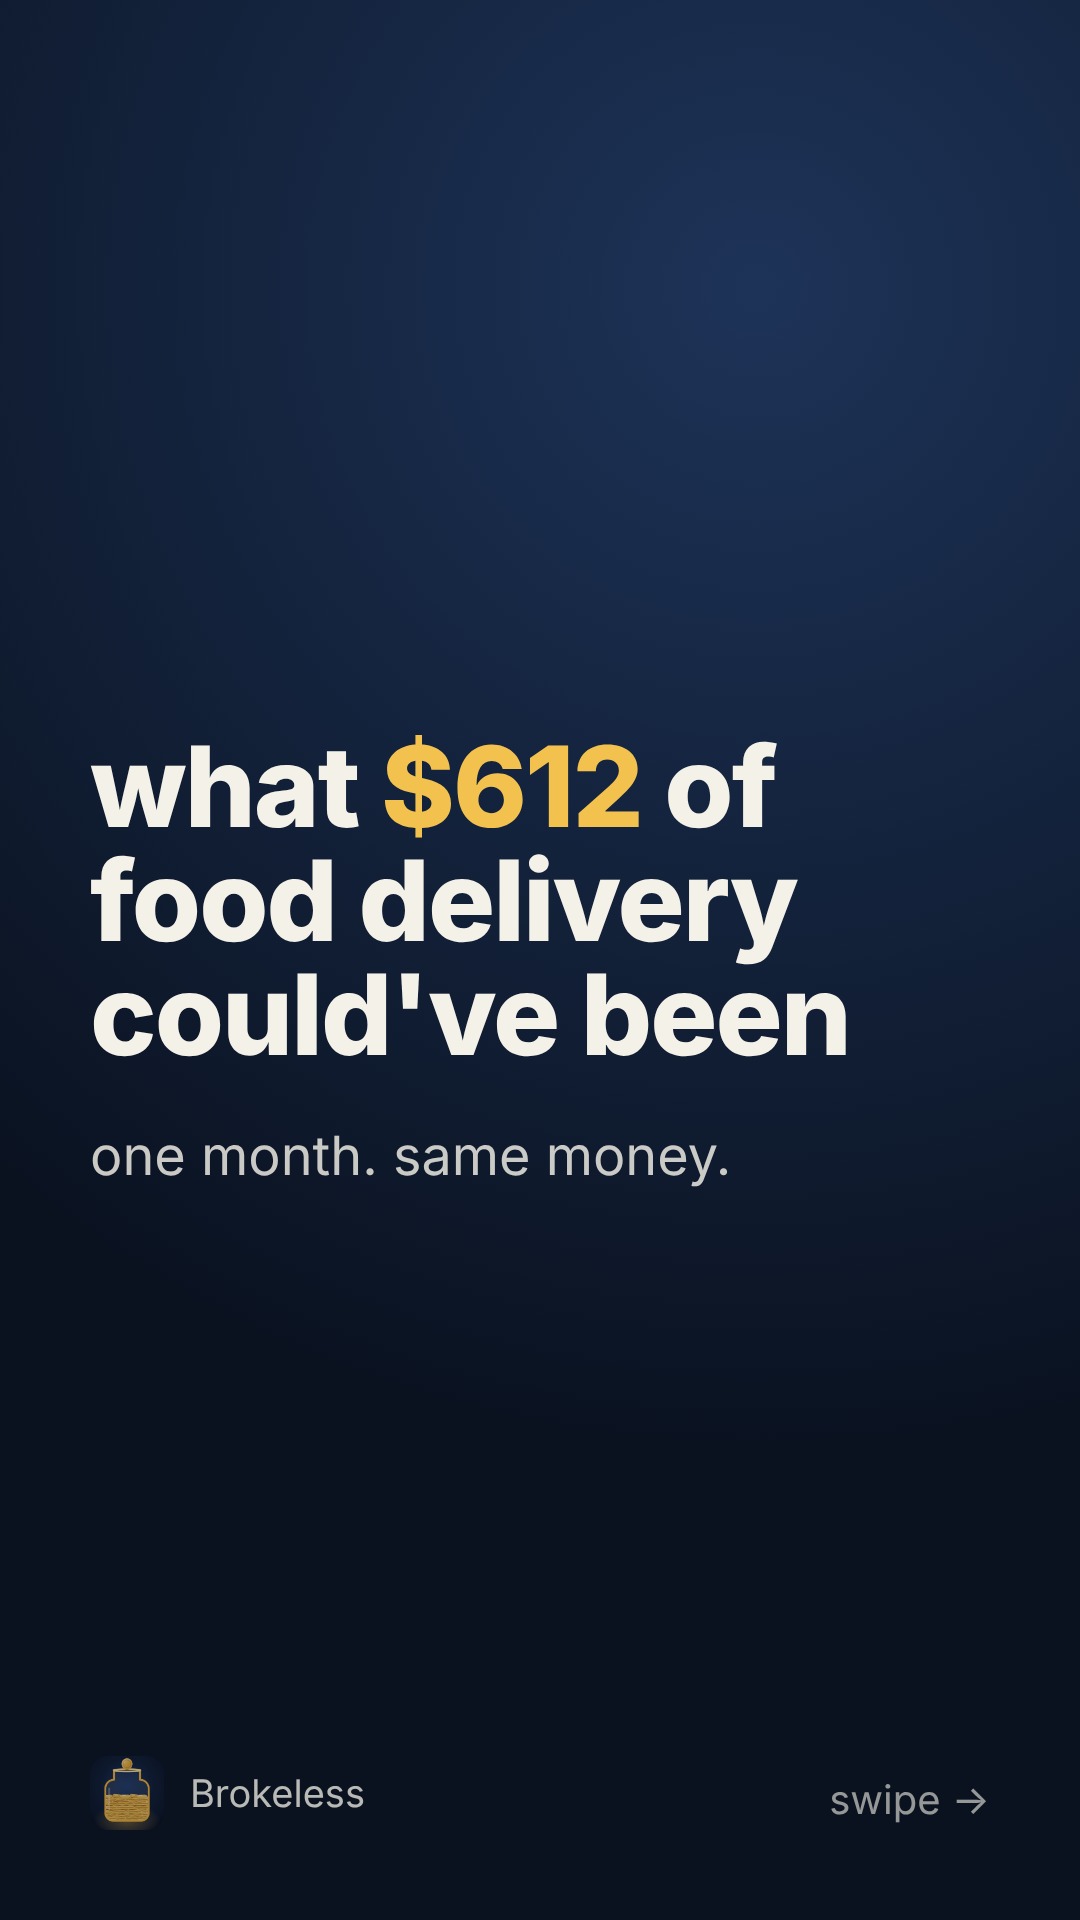 what $612 of
food delivery
could've been
one month. same money.
Brokeless
swipe →